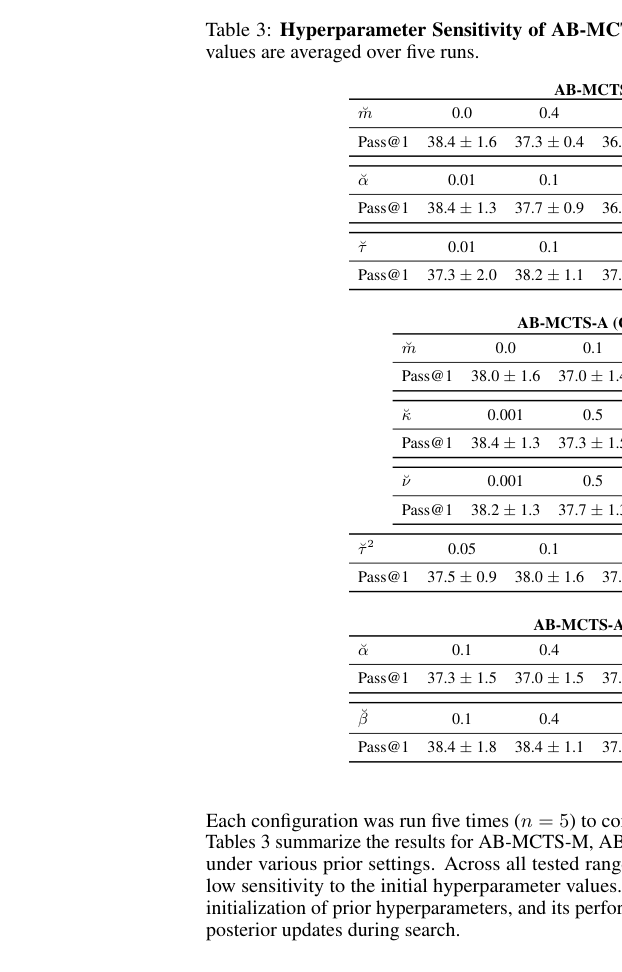 Table 3: Hyperparameter Sensitivity of AB-MCT
values are averaged over five runs.
AB-MCTS
m̆ 0.0 0.4
Pass@1 38.4 ± 1.6 37.3 ± 0.4 36.
ᾰ 0.01 0.1
Pass@1 38.4 ± 1.3 37.7 ± 0.9 36.
τ̆ 0.01 0.1
Pass@1 37.3 ± 2.0 38.2 ± 1.1 37.
AB-MCTS-A (G
m̆ 0.0 0.1
Pass@1 38.0 ± 1.6 37.0 ± 1.4
κ̆ 0.001 0.5
Pass@1 38.4 ± 1.3 37.3 ± 1.
ν̆ 0.001 0.5
Pass@1 38.2 ± 1.3 37.7 ± 1.
τ̆² 0.05 0.1
Pass@1 37.5 ± 0.9 38.0 ± 1.6 37.
AB-MCTS-A
ᾰ 0.1 0.4
Pass@1 37.3 ± 1.5 37.0 ± 1.5 37.
β̆ 0.1 0.4
Pass@1 38.4 ± 1.8 38.4 ± 1.1 37.
Each configuration was run five times (n = 5) to co
Tables 3 summarize the results for AB-MCTS-M, AB
under various prior settings. Across all tested rang
low sensitivity to the initial hyperparameter values.
initialization of prior hyperparameters, and its perfor
posterior updates during search.